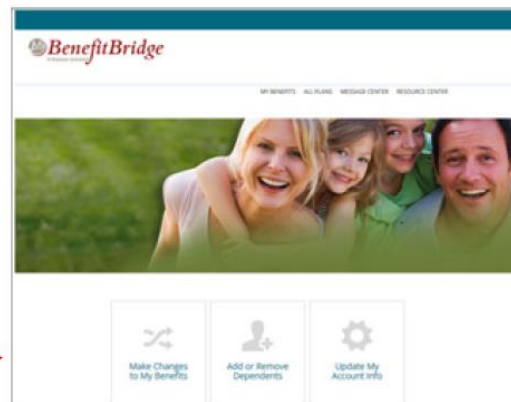 BenefitBridge
MY BENEFITS ALL PLANS MESSAGE CENTER RESOURCE CENTER
Make Changes
to My Benefits
Add or Remove
Dependents
Update My
Account Info